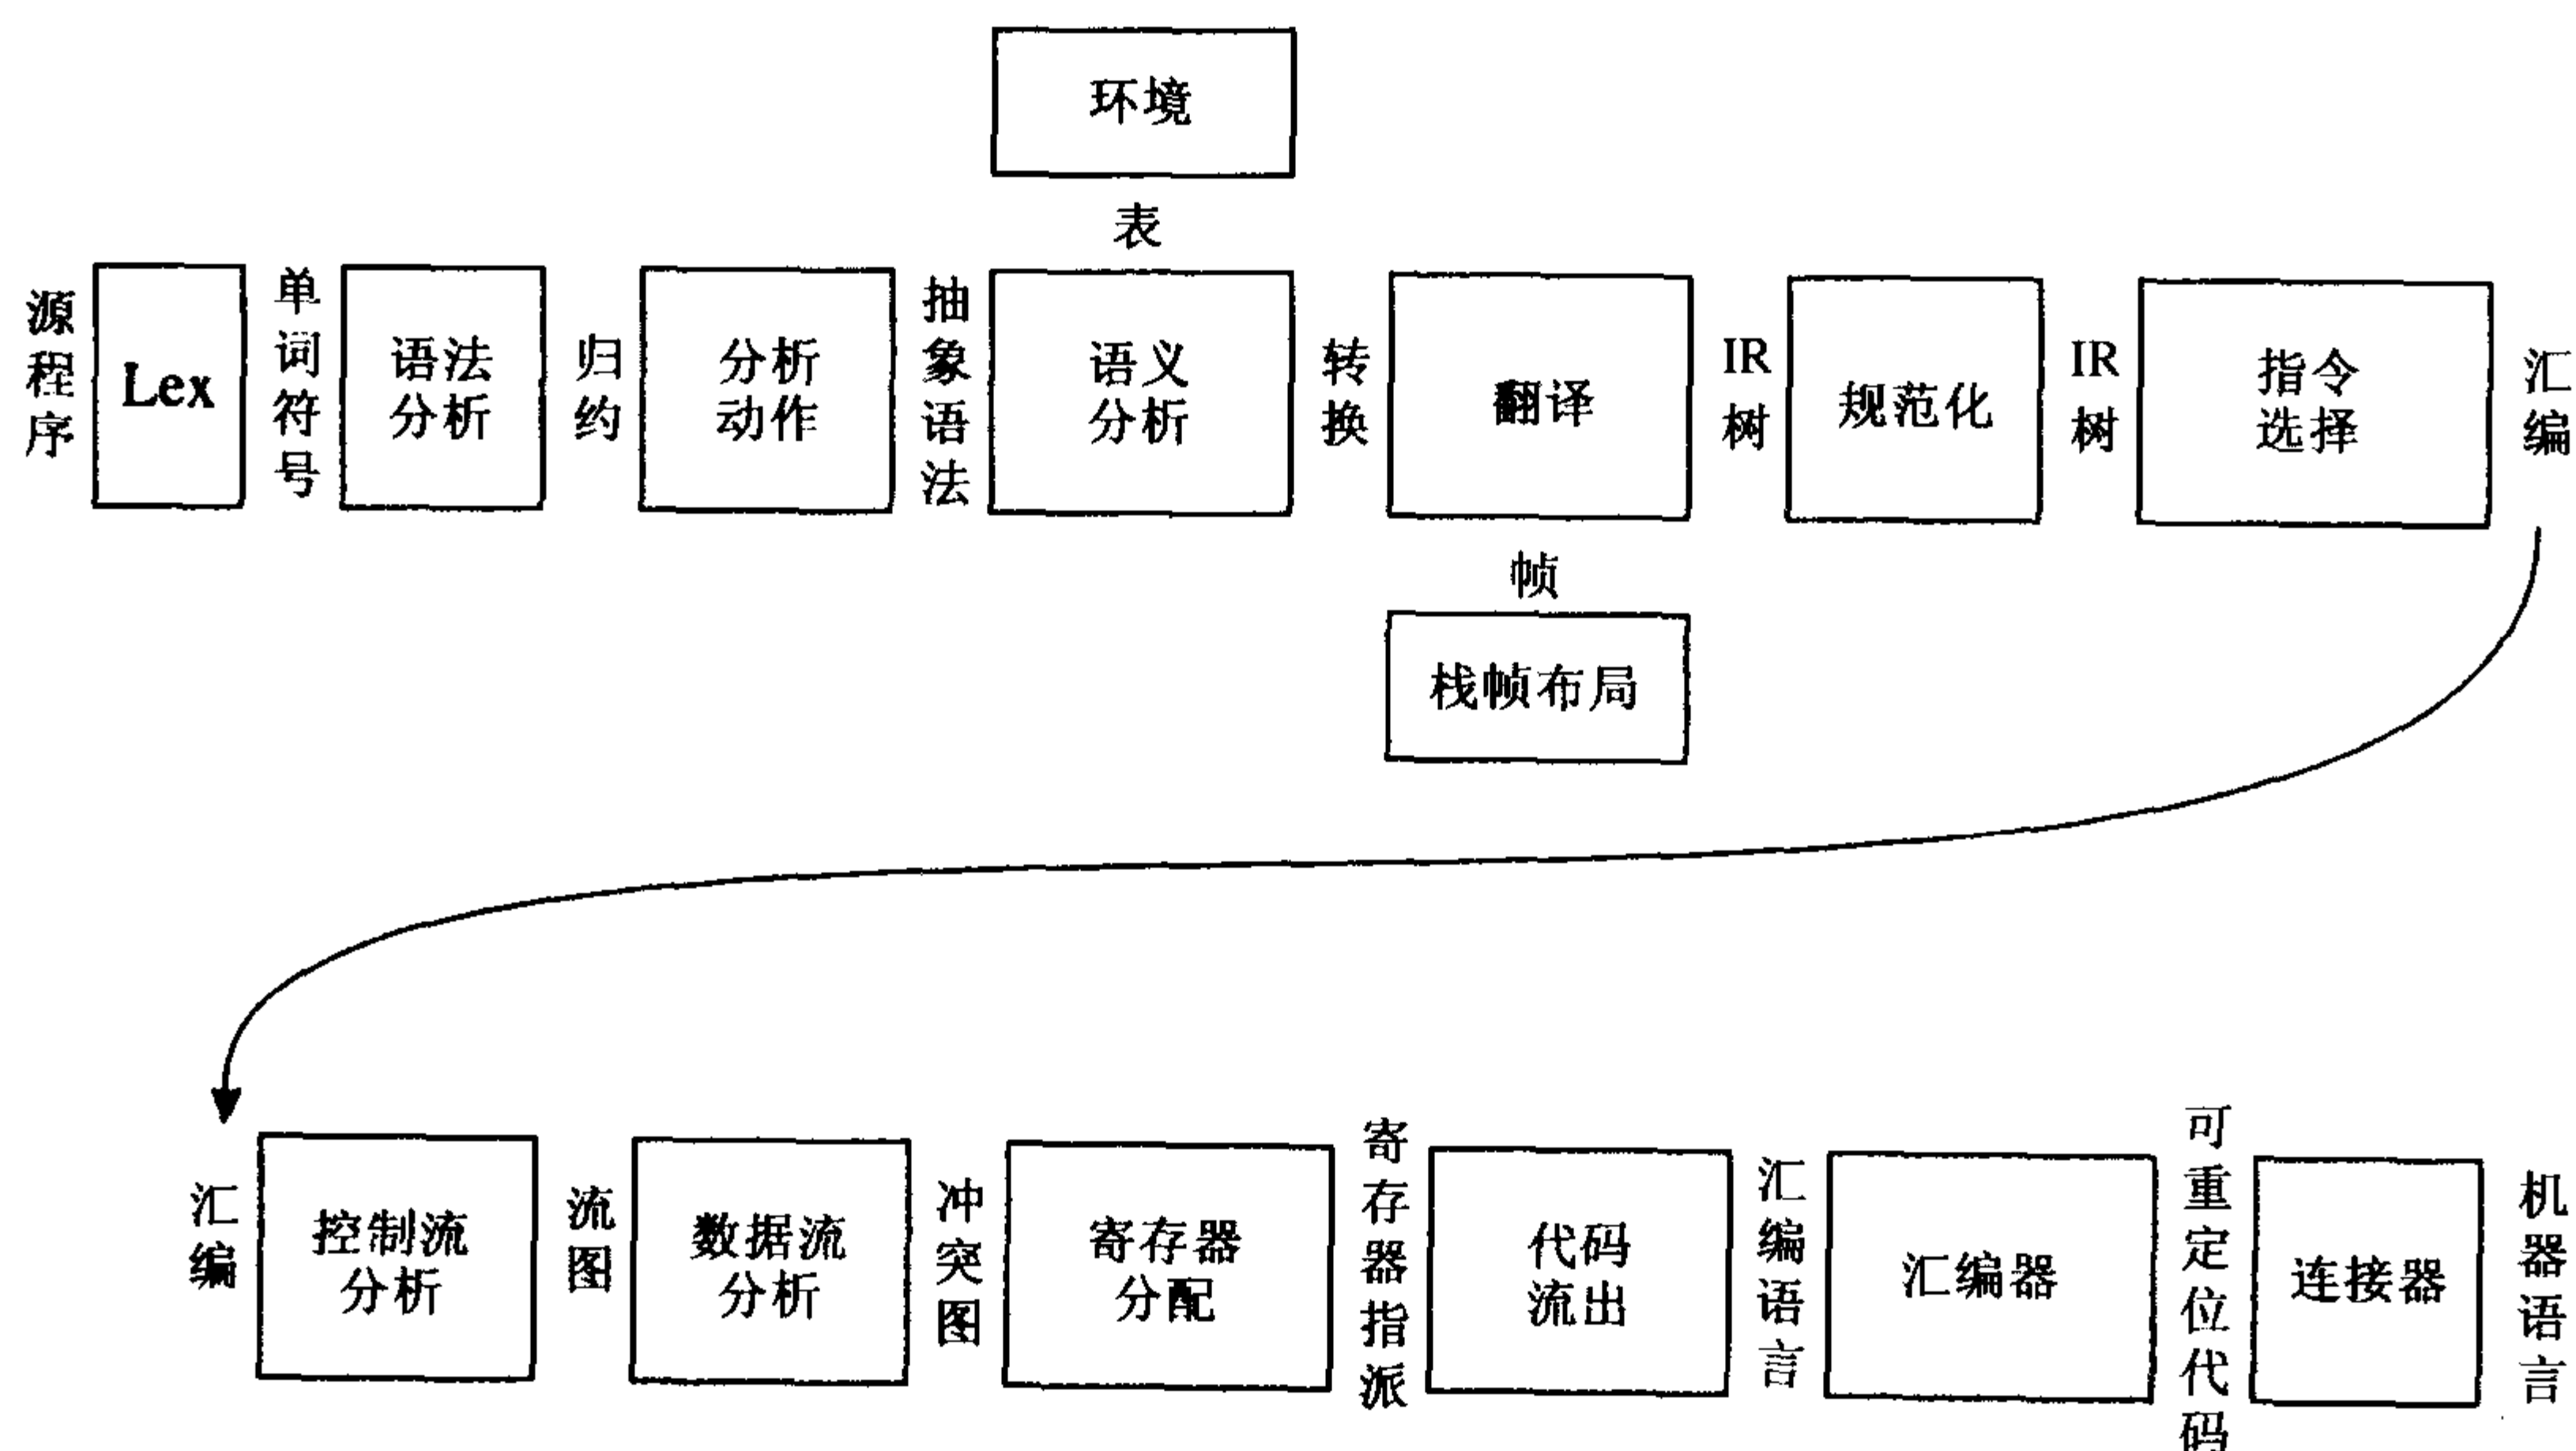 环境
表
源程序
Lex
单词符号
语法
分析
归约
分析
动作
抽象语法
语义
分析
转换
翻译
IR
树
规范化
IR
树
指令
选择
汇编
帧
栈帧布局
汇编
控制流
分析
流图
数据流
分析
冲突图
寄存器
分配
寄存器指派
代码
流出
汇编语言
汇编器
可重定位代码
连接器
机器语言